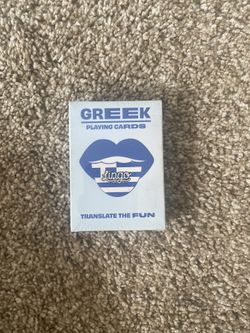 GREEK
PLAYING CARDS
Lingo
TRANSLATE THE FUN